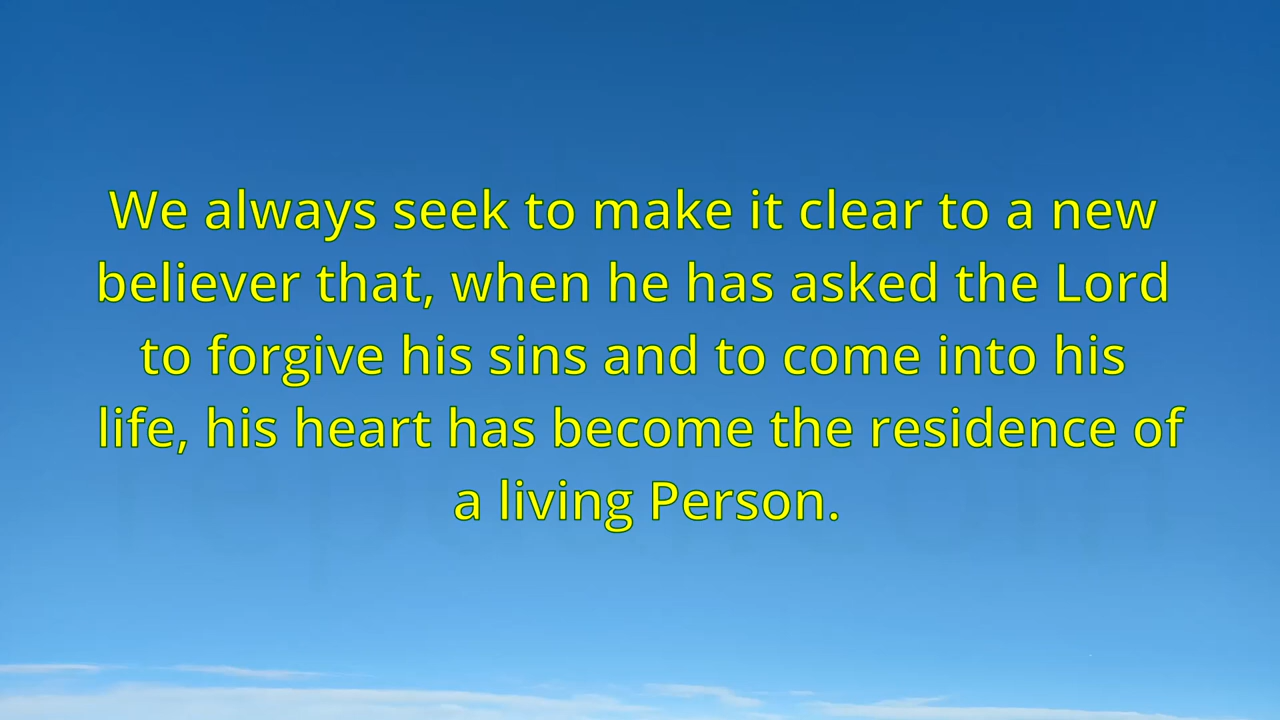 We always seek to make it clear to a new
believer that, when he has asked the Lord
to forgive his sins and to come into his
life, his heart has become the residence of
a living Person.